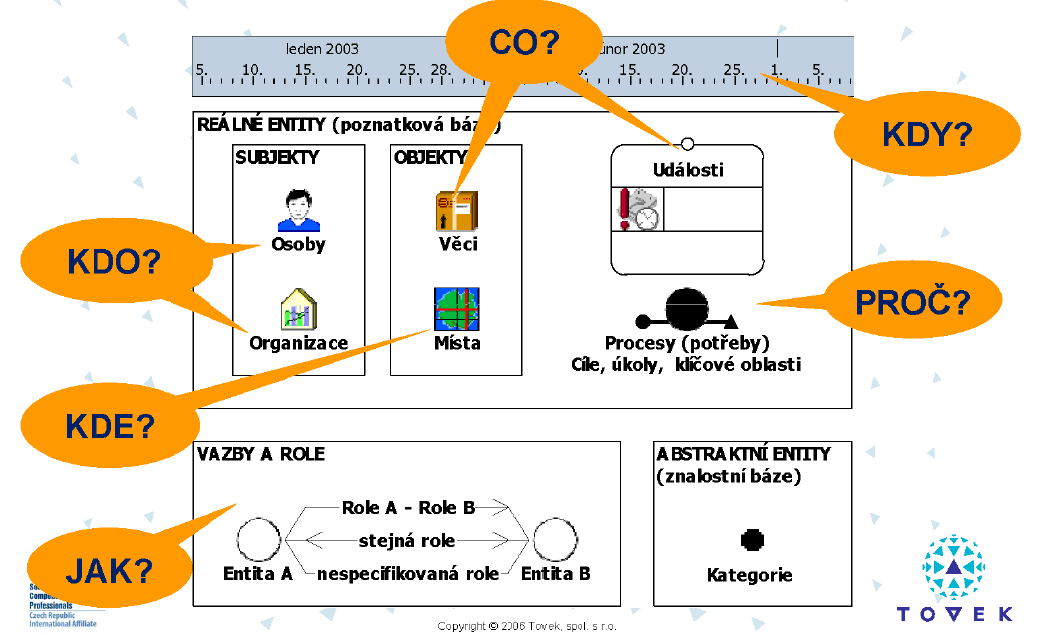 leden 2003
CO?
únor 2003
5. 10. 15. 20. 25. 28. 15. 20. 25. 1. 5.
KDY?
REÁLNÉ ENTITY (poznatková báze)
SUBJEKTY
OBJEKTY
Události
KDO?
Osoby
Věci
PROČ?
Organizace
Místa
Procesy (potřeby)
Cíle, úkoly, klíčové oblasti
KDE?
VAZBY A ROLE
ABSTRAKTNÍ ENTITY
(znalostní báze)
Role A - Role B
stejná role
Entita A
nespecifikovaná role
Entita B
Kategorie
JAK?
Professionals
Czech Republic
International Affiliate
TOVEK
Copyright © 2006 Tovek, spol. s r.o.